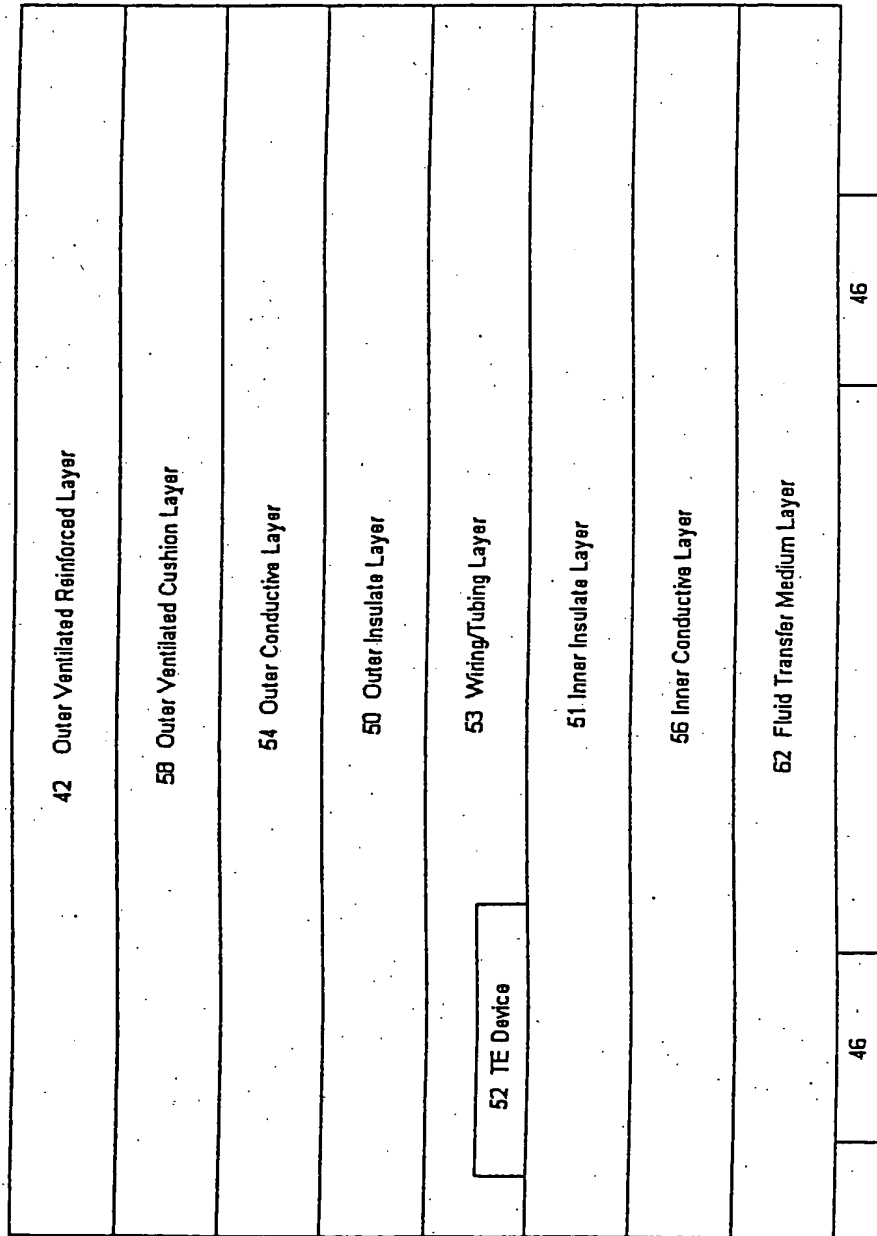 42 Outer Ventilated Reinforced Layer
58 Outer Ventilated Cushion Layer
54 Outer Conductive Layer
50 Outer Insulate Layer
53 Wiring/Tubing Layer
52 TE Device
51 Inner Insulate Layer
56 Inner Conductive Layer
62 Fluid Transfer Medium Layer
46
46